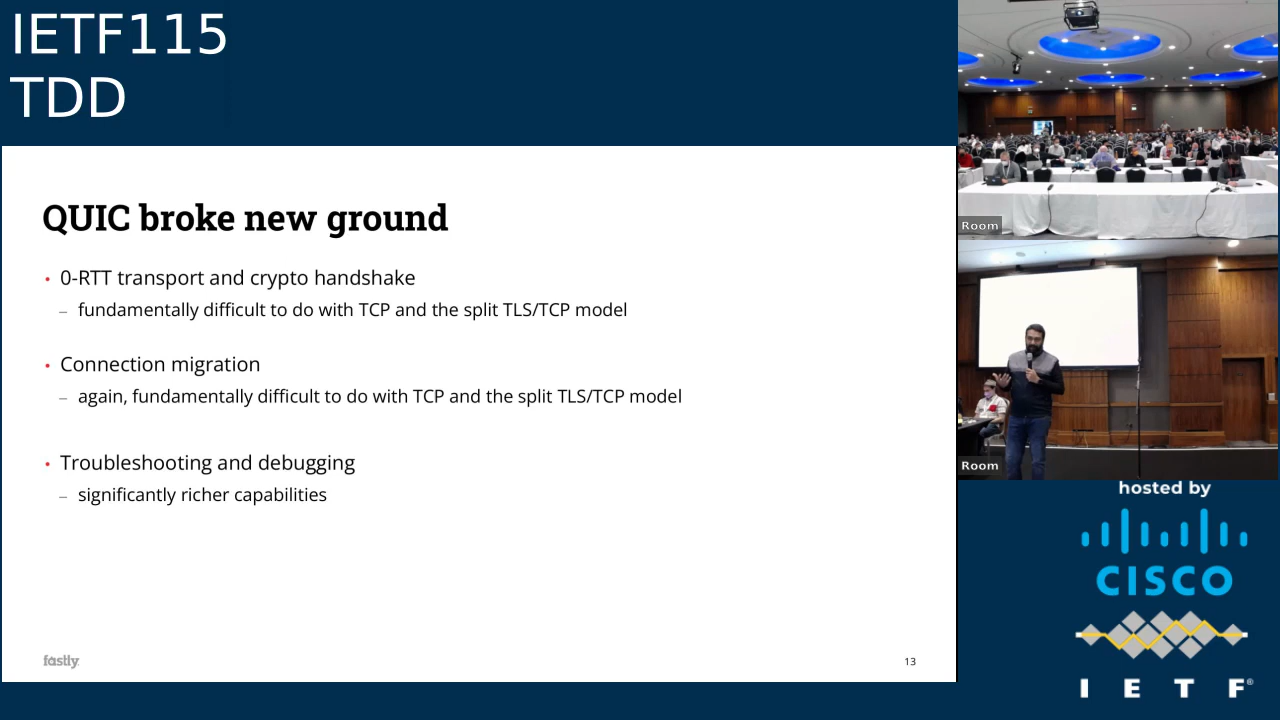 IETF115
TDD
QUIC broke new ground
• 0-RTT transport and crypto handshake
– fundamentally difficult to do with TCP and the split TLS/TCP model
• Connection migration
– again, fundamentally difficult to do with TCP and the split TLS/TCP model
• Troubleshooting and debugging
– significantly richer capabilities
fastly
13
Room
Room
hosted by
CISCO
I E T F®